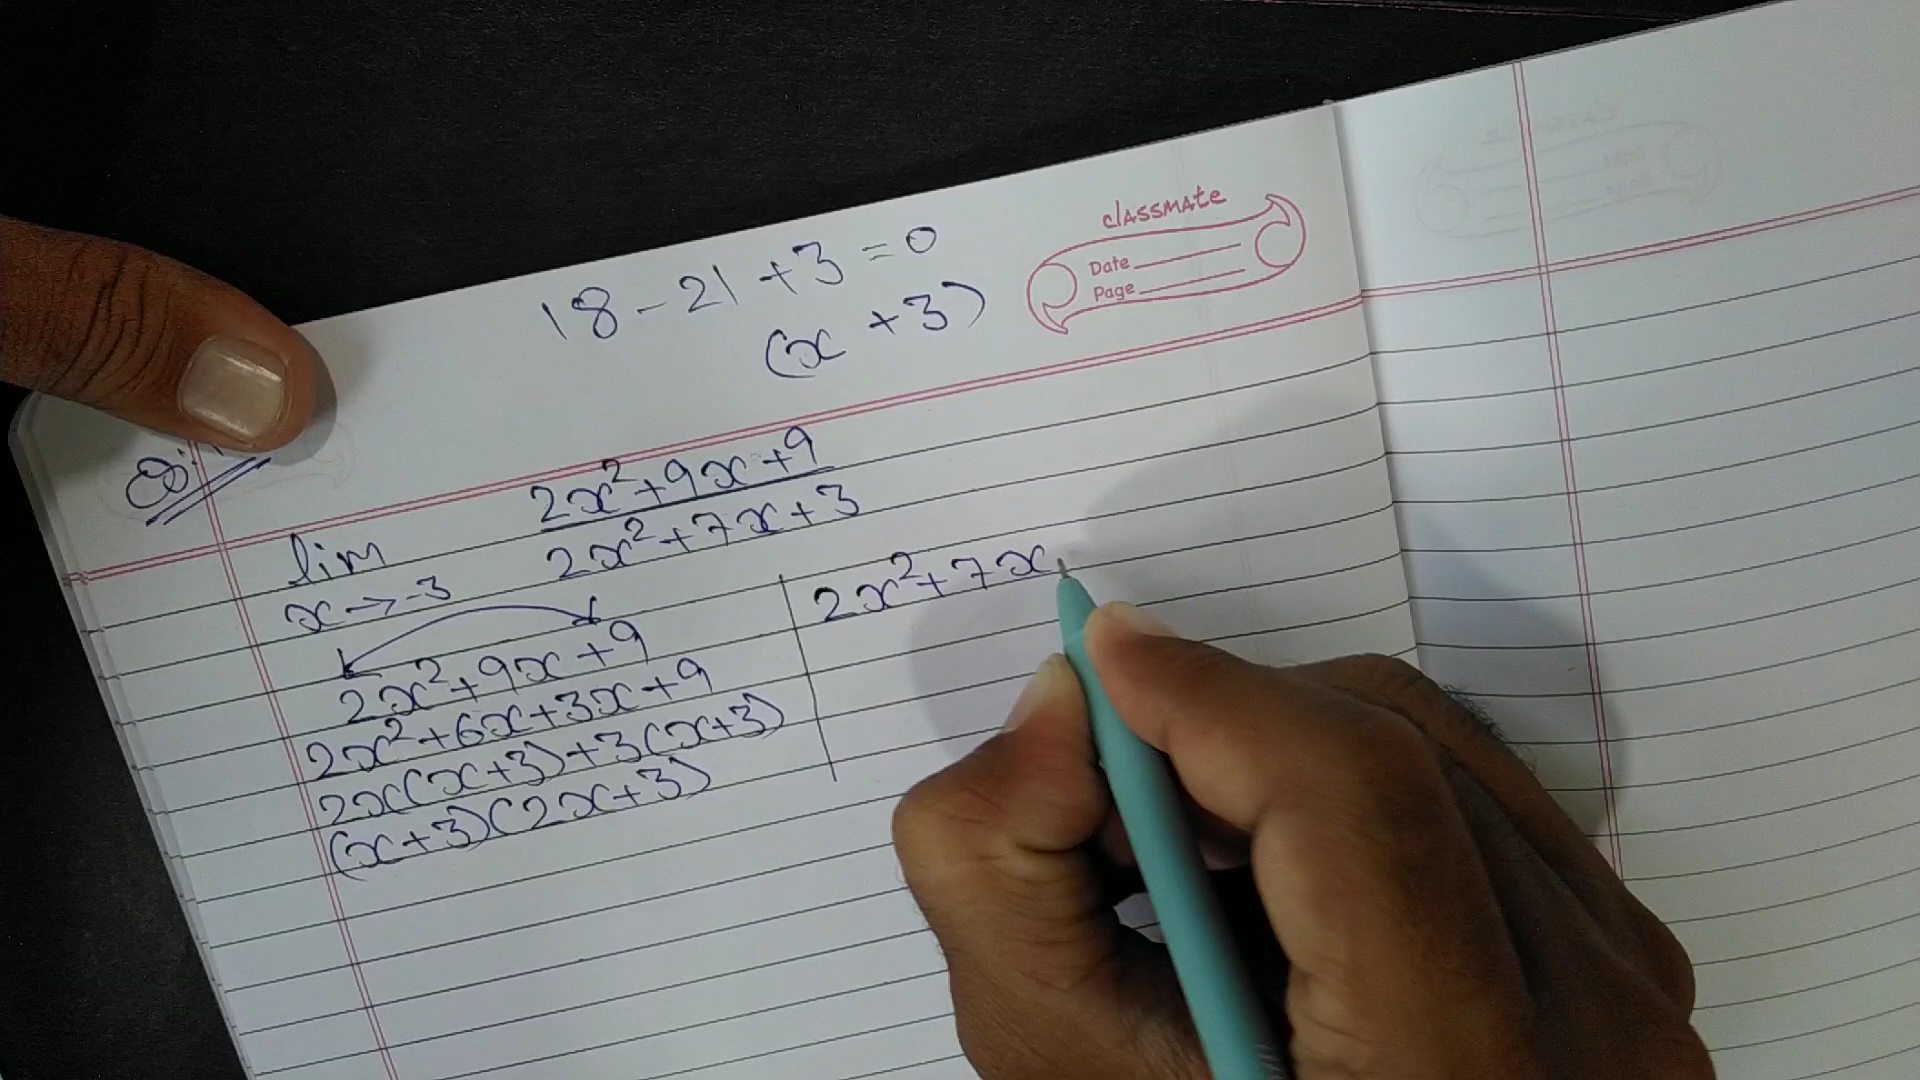 18 - 21 + 3 = 0
(x + 3)
classmate
Date
Page
2x² + 9x + 9
lim
x → -3
2x² + 7x + 3
2x² + 9x + 9
2x² + 6x + 3x + 9
2x(x + 3) + 3(x + 3)
(x + 3)(2x + 3)
2x² + 7x